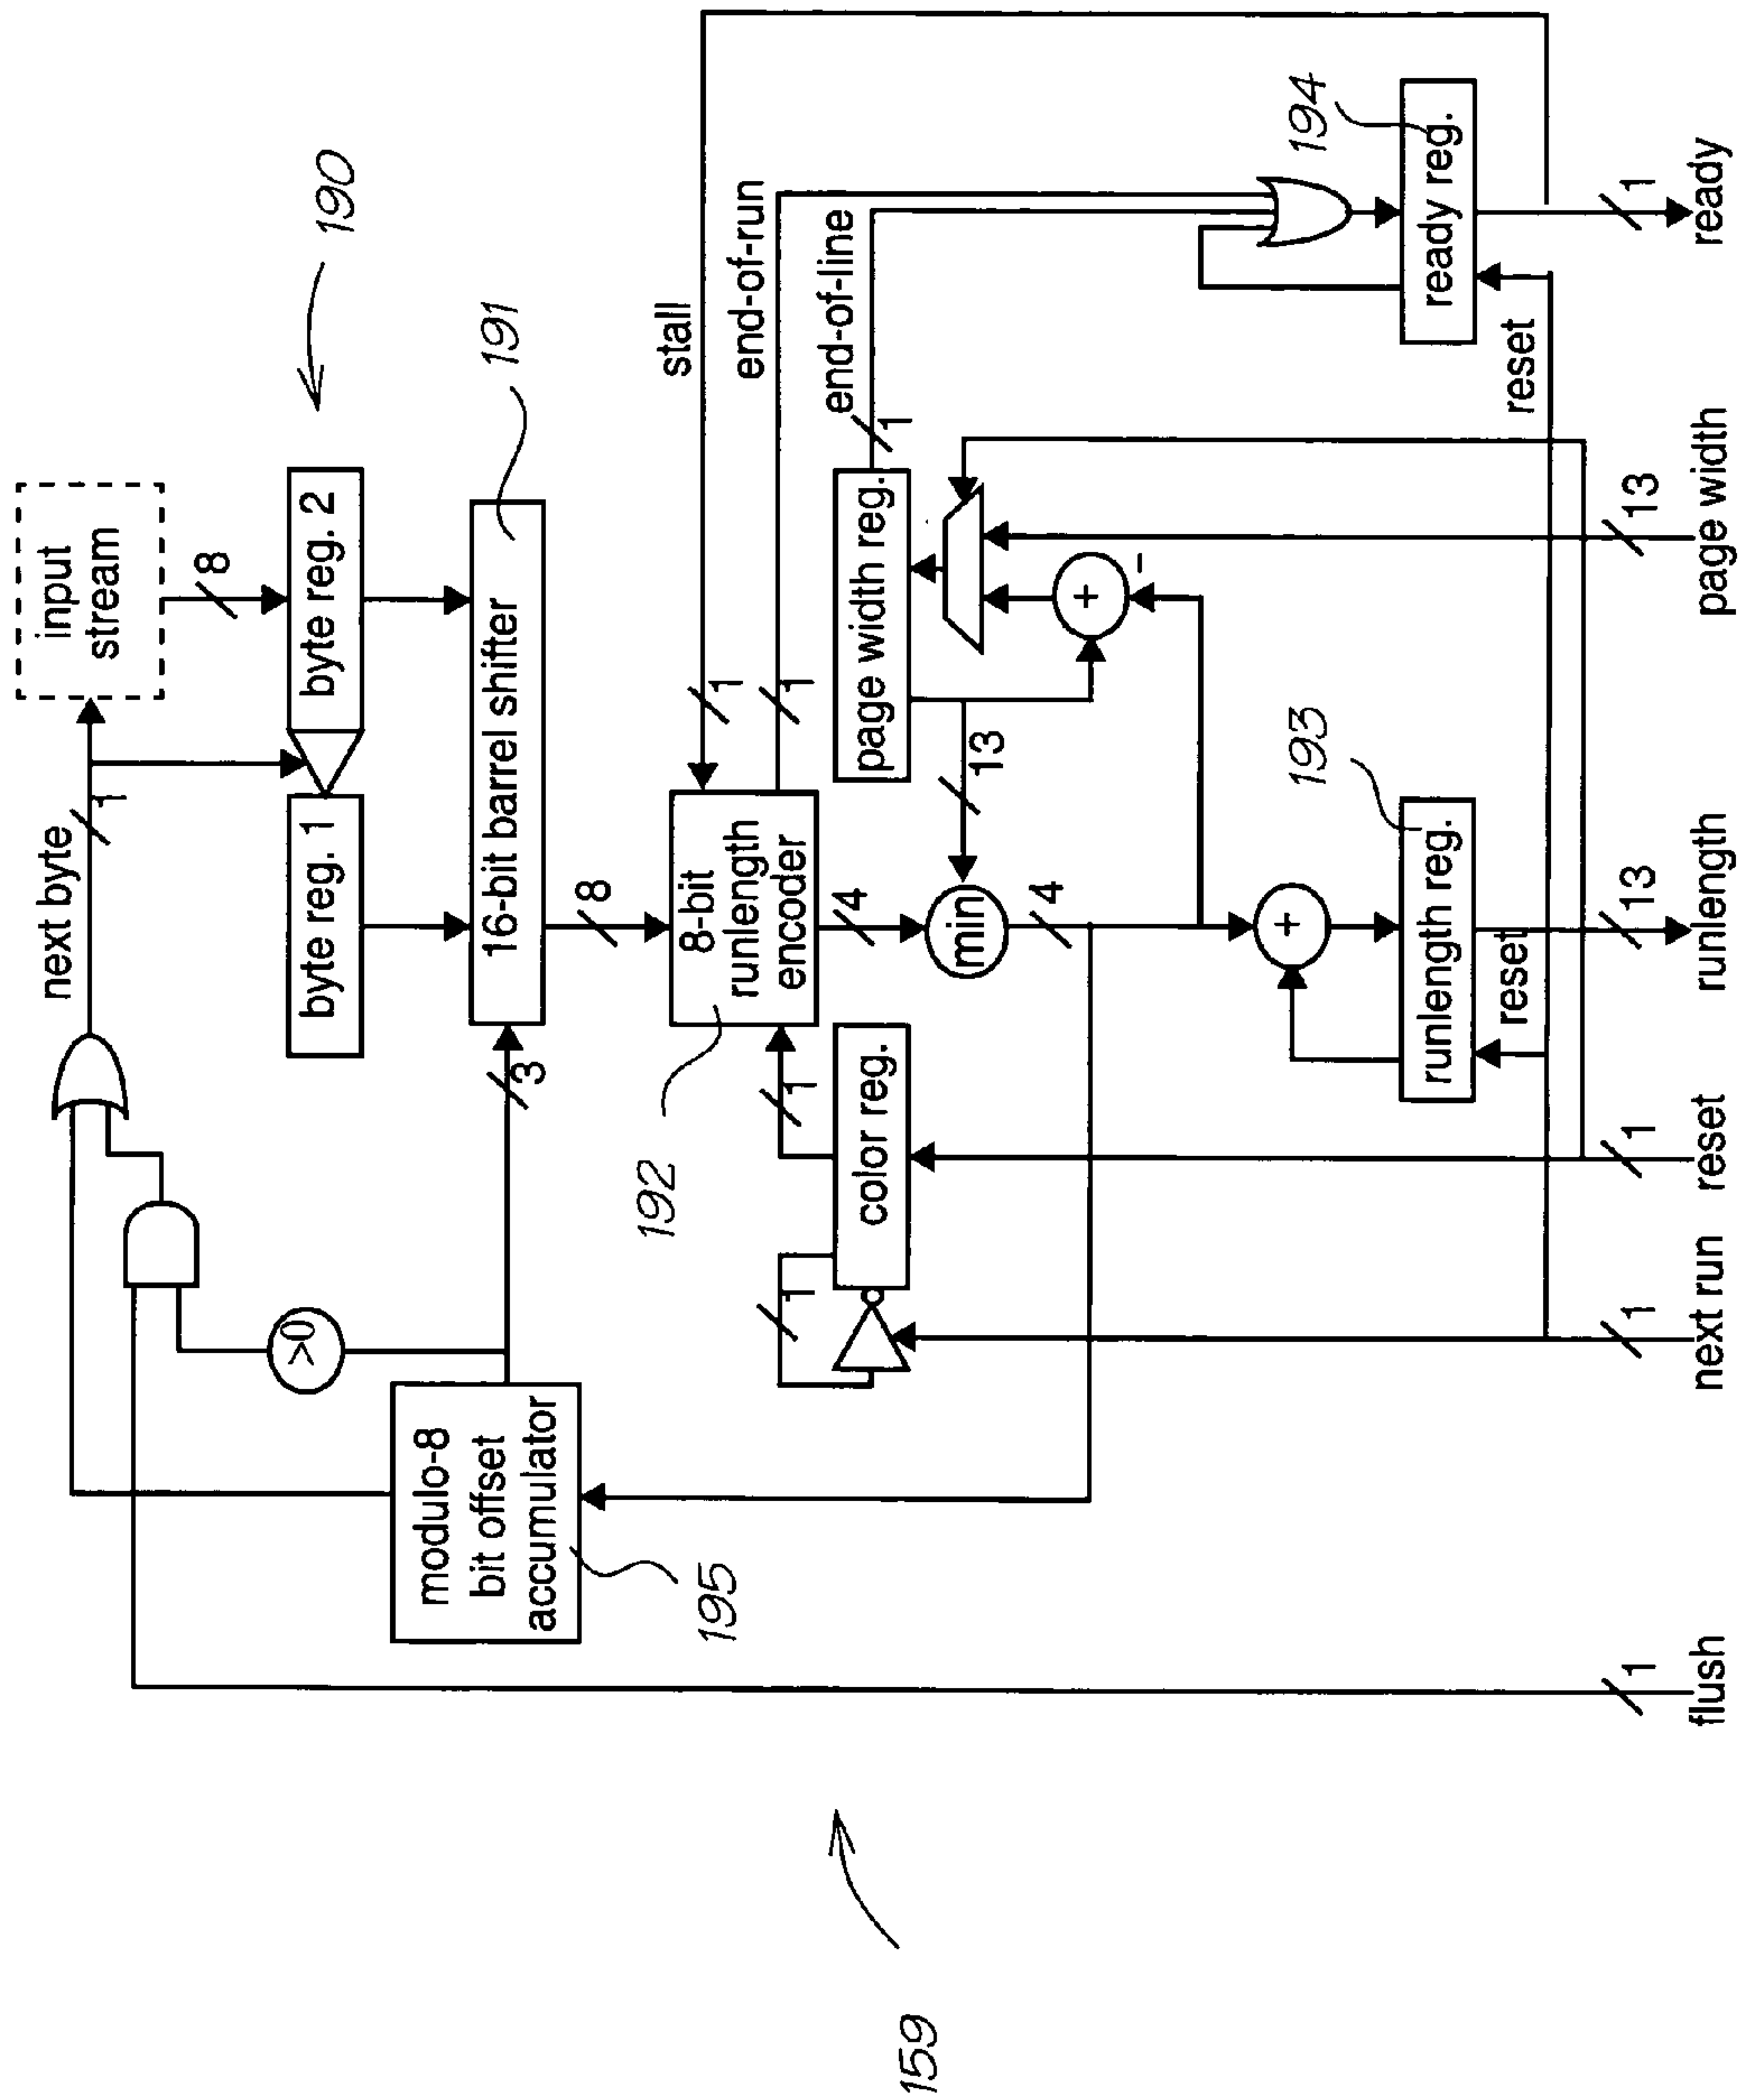 input
stream
next byte
1
8
190
byte reg. 1
byte reg. 2
>0
191
16-bit barrel shifter
3
8
modulo-8
bit offset
accumulator
195
stall
1
end-of-run
1
192
8-bit
runlength
encoder
end-of-line
1
1
1
color reg.
4
page width reg.
min
13
4
+
-
+
193
194
runlength reg.
ready reg.
reset
reset
1
1
1
13
13
1
flush
next run
reset
runlength
page width
ready
159